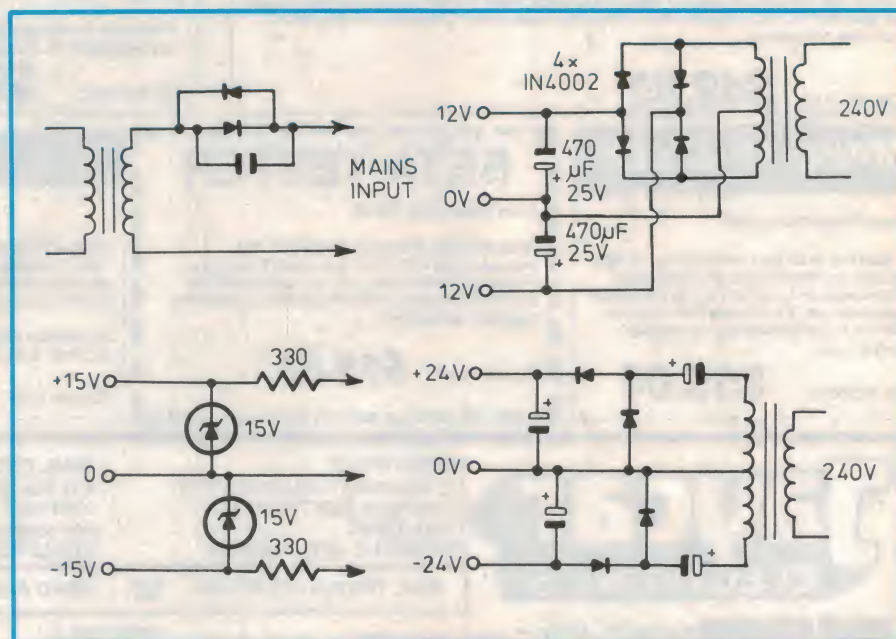 MAINS
INPUT
4×
IN4002
12V
470
µF
25V
+
0V
470µF
25V
+
12V
240V
330
+15V
15V
0
15V
330
-15V
+24V
+
+
0V
240V
+
-24V
+